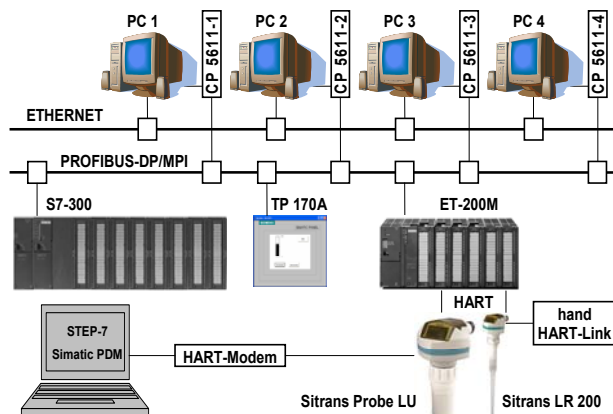 PC 1
CP 5611-1
PC 2
CP 5611-2
PC 3
CP 5611-3
PC 4
CP 5611-4
ETHERNET
PROFIBUS-DP/MPI
S7-300
TP 170A
ET-200M
HART
hand
HART-Link
STEP-7
Simatic PDM
HART-Modem
Sitrans Probe LU
Sitrans LR 200